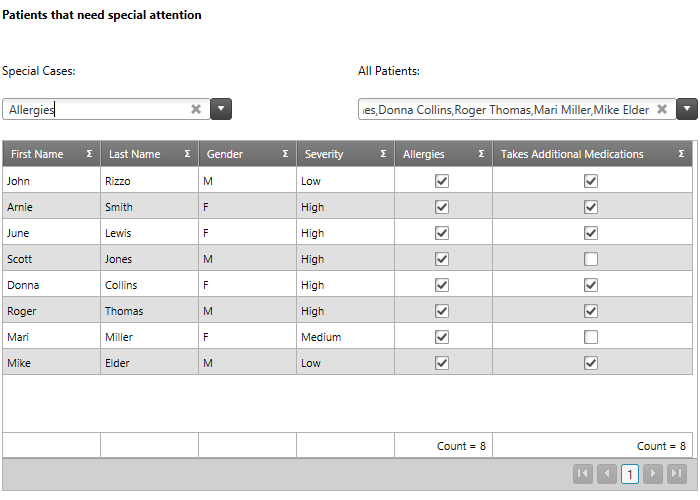 Patients that need special attention
Special Cases: All Patients:
Allergies ies,Donna Collins,Roger Thomas,Mari Miller,Mike Elder
First Name Σ Last Name Σ Gender Σ Severity Σ Allergies Σ Takes Additional Medications Σ
John Rizzo M Low
Arnie Smith F High
June Lewis F High
Scott Jones M High
Donna Collins F High
Roger Thomas M High
Mari Miller F Medium
Mike Elder M Low
Count = 8 Count = 8
1